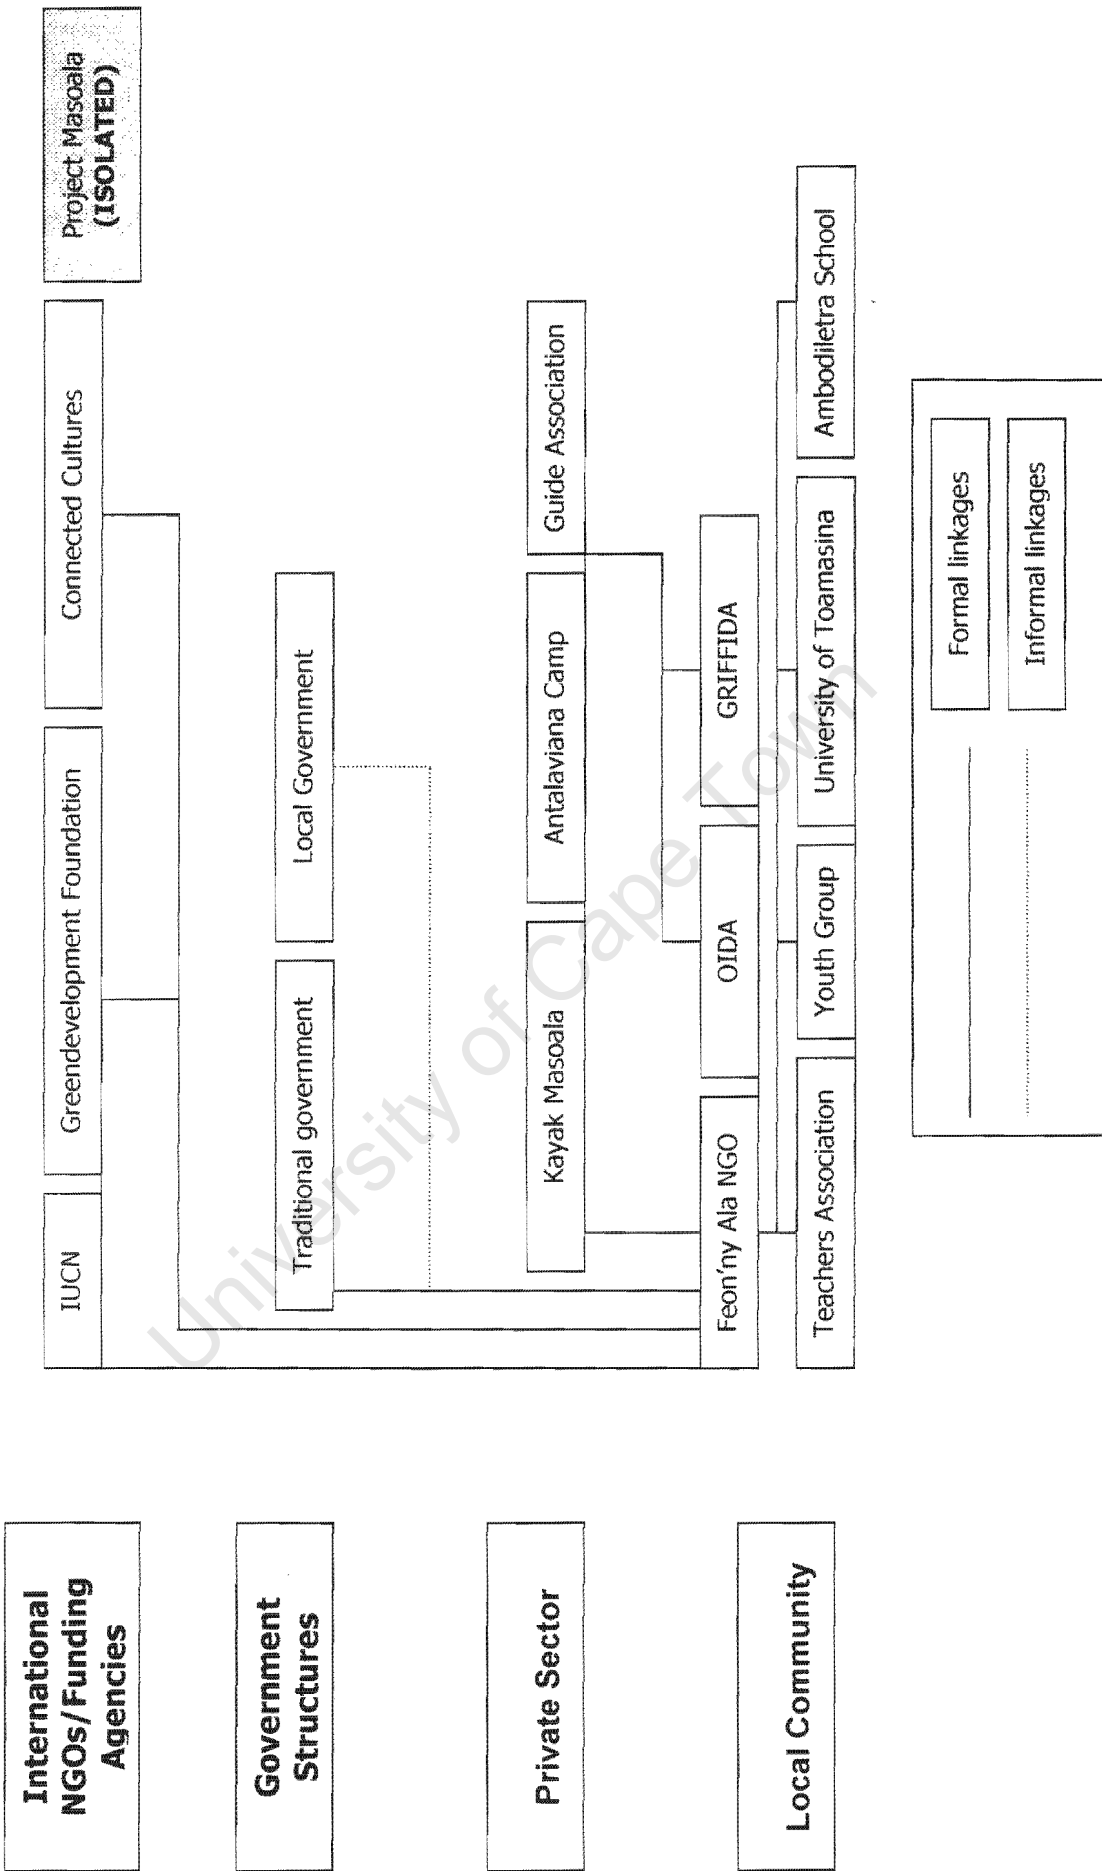 International
NGOs/Funding
Agencies
IUCN
Greendevelopment Foundation
Connected Cultures
Project Masoala
(ISOLATED)
Government
Structures
Traditional government
Local Government
Private Sector
Kayak Masoala
Antalaviana Camp
Guide Association
Local Community
Feon'ny Ala NGO
OIDA
GRIFFIDA
Teachers Association
Youth Group
University of Toamasina
Ambodiletra School
Formal linkages
Informal linkages
University of Cape Town